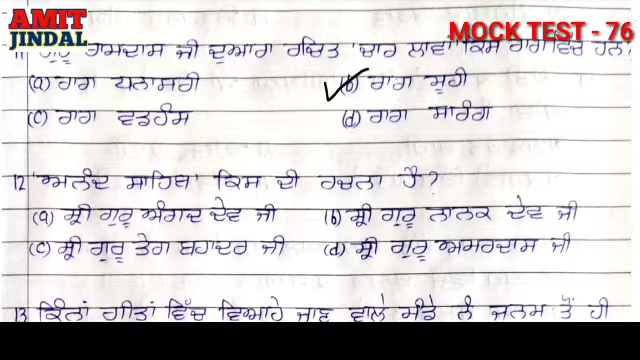 AMIT
JINDAL
MOCK TEST - 76
11 ਗੁਰੂ ਰਾਮਦਾਸ ਜੀ ਦੁਆਰਾ ਰਚਿਤ 'ਚਾਰ ਲਾਵਾਂ' ਕਿਸ ਰਾਗ ਵਿੱਚ ਹਨ?
(a) ਰਾਗ ਧਨਾਸਰੀ (b) ਰਾਗ ਸੂਹੀ
(c) ਰਾਗ ਵਡਹੰਸ (d) ਰਾਗ ਸਾਰੰਗ
12 'ਅਨੰਦ ਸਾਹਿਬ' ਕਿਸ ਦੀ ਰਚਨਾ ਹੈ?
(a) ਸ਼੍ਰੀ ਗੁਰੂ ਅੰਗਦ ਦੇਵ ਜੀ (b) ਸ਼੍ਰੀ ਗੁਰੂ ਨਾਨਕ ਦੇਵ ਜੀ
(c) ਸ਼੍ਰੀ ਗੁਰੂ ਤੇਗ ਬਹਾਦਰ ਜੀ (d) ਸ਼੍ਰੀ ਗੁਰੂ ਅਮਰਦਾਸ ਜੀ
13 ਕਿੰਨਾਂ ਗੀਤਾਂ ਵਿੱਚ ਵਿਆਹੇ ਜਾਣ ਵਾਲੇ ਮੁੰਡੇ ਨੂੰ ਜਨਮ ਤੋਂ ਹੀ